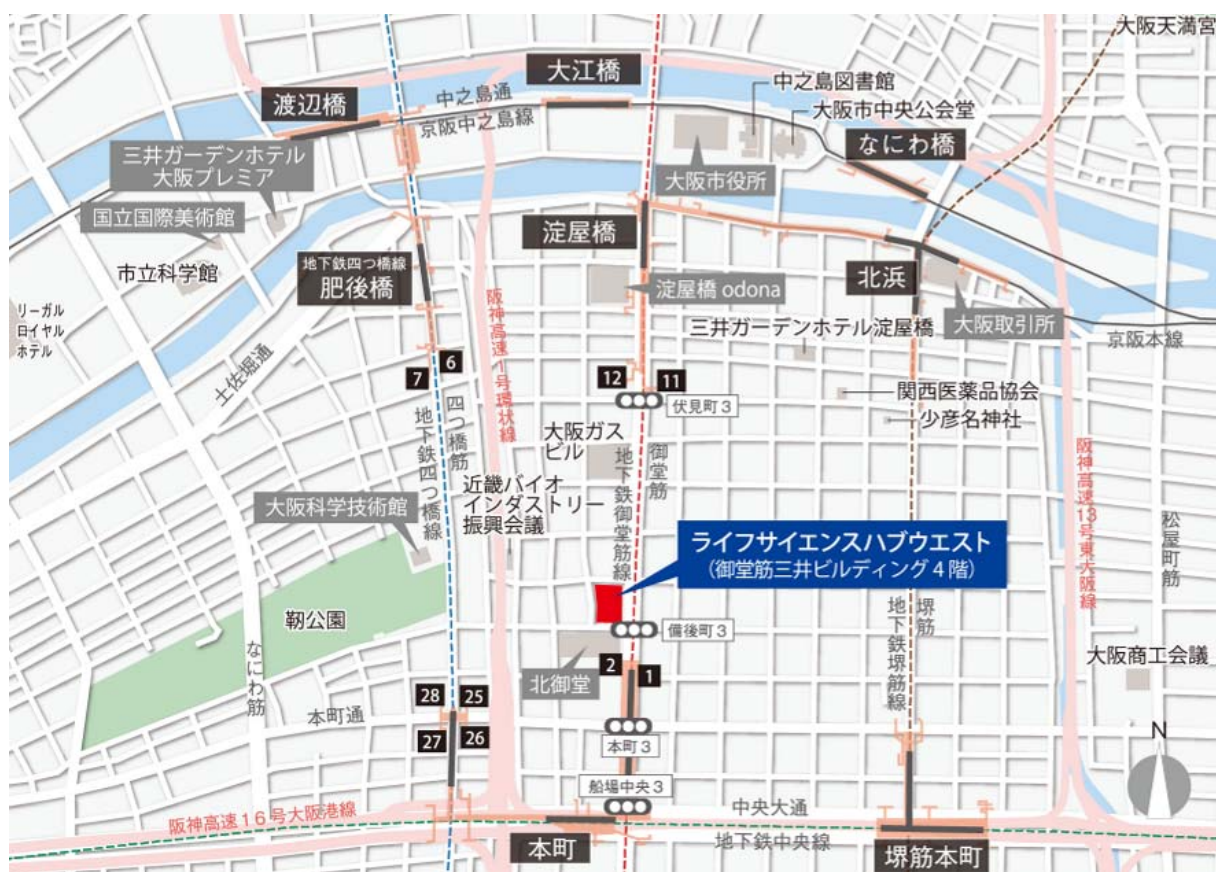 大阪天満宮
大江橋
中之島図書館
渡辺橋
中之島通
京阪中之島線
大阪市中央公会堂
なにわ橋
三井ガーデンホテル
大阪プレミア
大阪市役所
国立国際美術館
淀屋橋
地下鉄四つ橋線
肥後橋
市立科学館
北浜
淀屋橋 odona
大阪取引所
リーガル
ロイヤル
ホテル
三井ガーデンホテル淀屋橋
京阪本線
土佐堀通
阪神高速1号環状線
7
6
12
11
伏見町3
関西医薬品協会
少彦名神社
四つ橋筋
地下鉄四つ橋線
大阪ガス
ビル
御堂筋
地下鉄御堂筋線
近畿バイオ
インダストリー
振興会議
阪神高速13号東大阪線
松屋町筋
大阪科学技術館
ライフサイエンスハブウエスト
(御堂筋三井ビルディング4階)
靭公園
備後町3
堺筋
地下鉄堺筋線
なにわ筋
北御堂
2
1
大阪商工会議所
28
25
本町通
27
26
本町3
N
船場中央3
中央大通
阪神高速16号大阪港線
本町
地下鉄中央線
堺筋本町